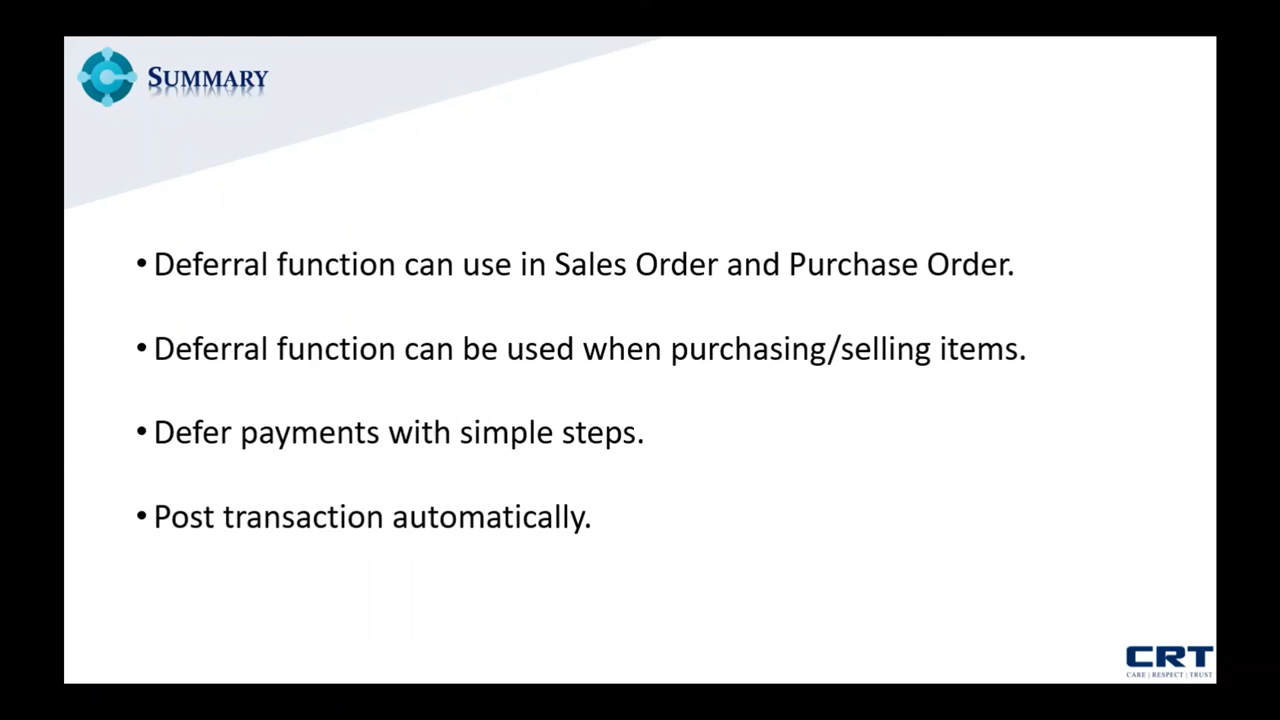 SUMMARY
• Deferral function can use in Sales Order and Purchase Order.
• Deferral function can be used when purchasing/selling items.
• Defer payments with simple steps.
• Post transaction automatically.
CRT
CARE | RESPECT | TRUST